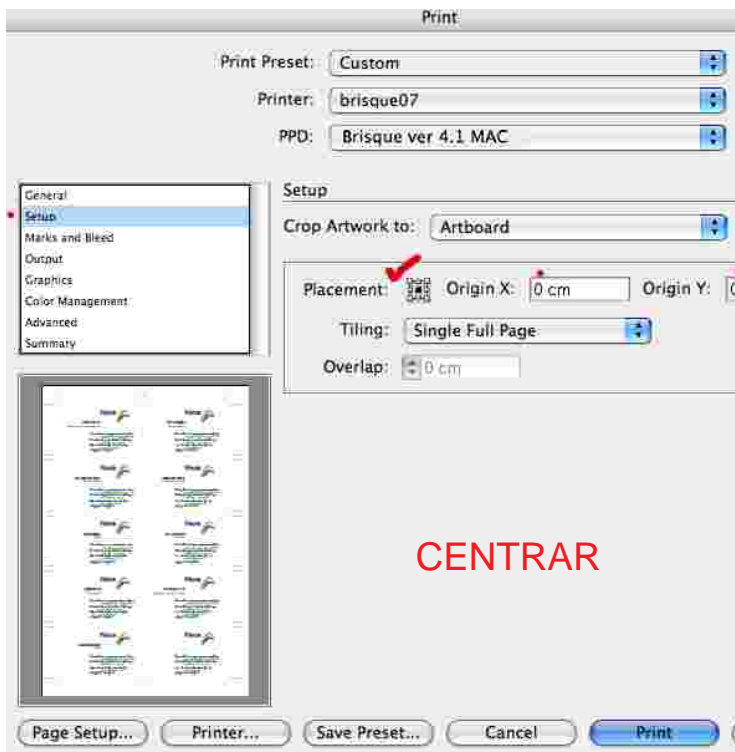 Print
Print Preset: Custom
Printer: brisque07
PPD: Brisque ver 4.1 MAC
General
Setup
Marks and Bleed
Output
Graphics
Color Management
Advanced
Summary
Setup
Crop Artwork to: Artboard
Placement: Origin X: 0 cm Origin Y:
Tiling: Single Full Page
Overlap: 0 cm
CENTRAR
Page Setup... Printer... Save Preset... Cancel Print